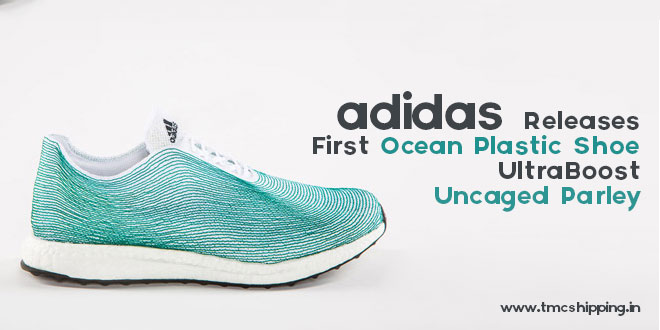 adidas Releases
First Ocean Plastic Shoe
UltraBoost
Uncaged Parley
www.tmcshipping.in